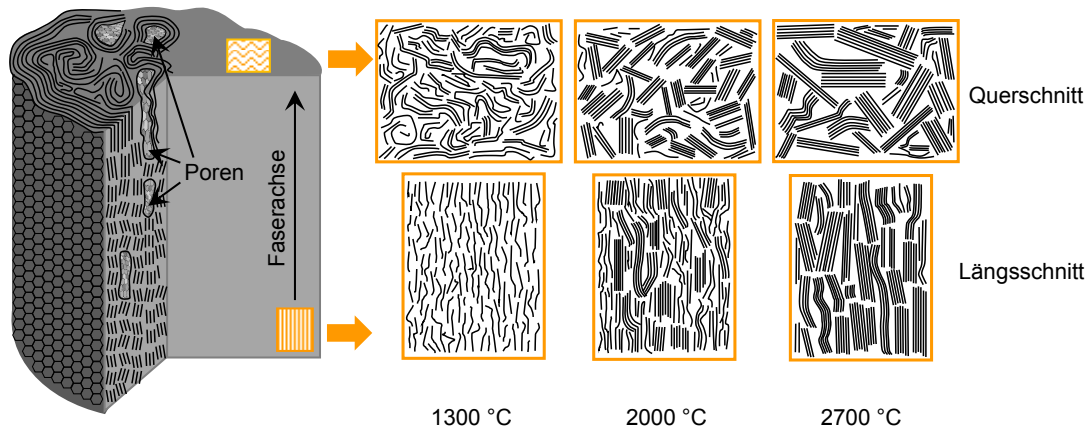 Poren
Faserachse
Querschnitt
Längsschnitt
1300 °C
2000 °C
2700 °C